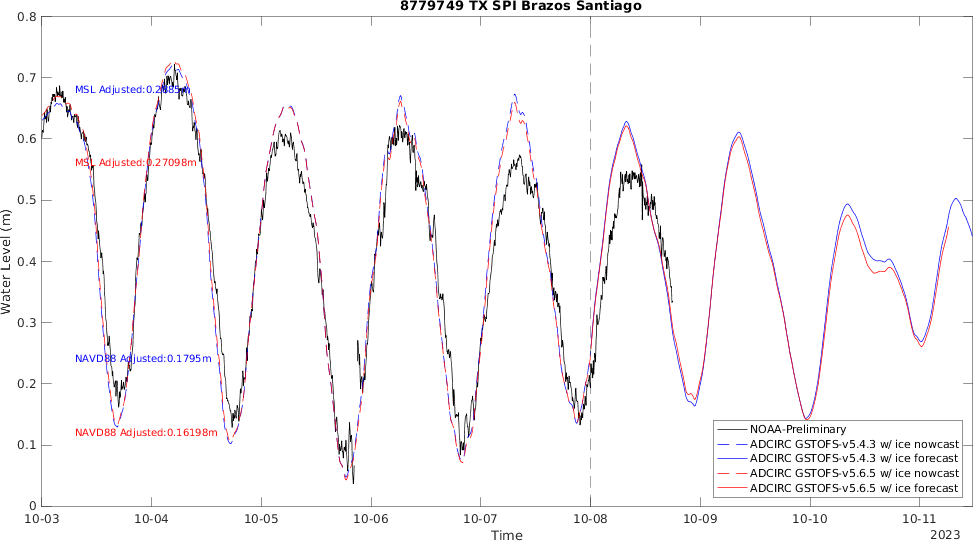 8779749 TX SPI Brazos Santiago
0.8
0.7
0.6
0.5
0.4
0.3
0.2
0.1
0
Water Level (m)
MSL Adjusted:
MSL Adjusted:0.27098m
NAVD88 Adjusted:0.1795m
NAVD88 Adjusted:0.16198m
NOAA-Preliminary
ADCIRC GSTOFS-v5.4.3 w/ ice nowcast
ADCIRC GSTOFS-v5.4.3 w/ ice forecast
ADCIRC GSTOFS-v5.6.5 w/ ice nowcast
ADCIRC GSTOFS-v5.6.5 w/ ice forecast
10-03 10-04 10-05 10-06 10-07 10-08 10-09 10-10 10-11
Time
2023